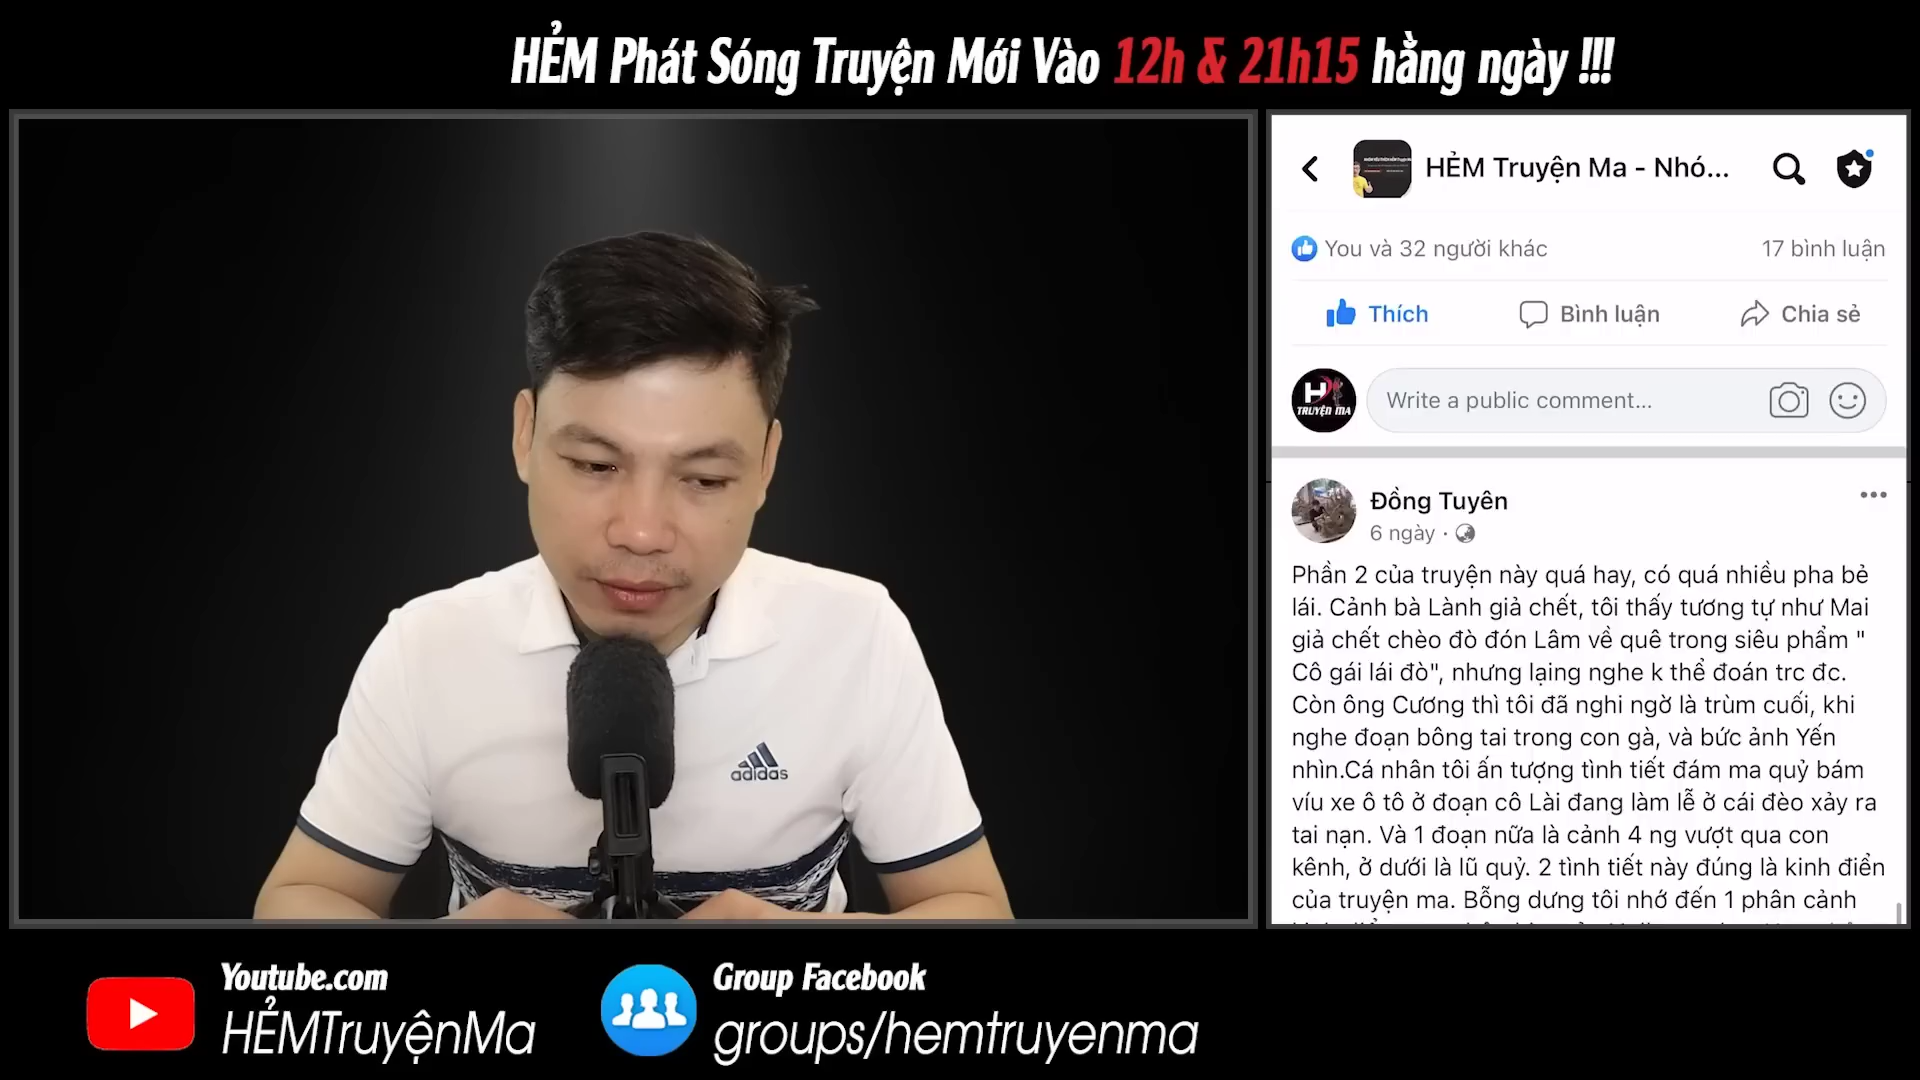 HẺM Phát Sóng Truyện Mới Vào 12h & 21h15 hằng ngày !!!
HẺM Truyện Ma - Nhó...
You và 32 người khác
17 bình luận
Thích
Bình luận
Chia sẻ
H
TRUYỆN MA
Write a public comment...
Đồng Tuyên
6 ngày ·
Phần 2 của truyện này quá hay, có quá nhiều pha bẻ
lái. Cảnh bà Lành giả chết, tôi thấy tương tự như Mai
giả chết chèo đò đón Lâm về quê trong siêu phẩm "
Cô gái lái đò", nhưng lạing nghe k thể đoán trc đc.
Còn ông Cương thì tôi đã nghi ngờ là trùm cuối, khi
nghe đoạn bông tai trong con gà, và bức ảnh Yến
nhìn.Cá nhân tôi ấn tượng tình tiết đám ma quỷ bám
víu xe ô tô ở đoạn cô Lài đang làm lễ ở cái đèo xảy ra
tai nạn. Và 1 đoạn nữa là cảnh 4 ng vượt qua con
kênh, ở dưới là lũ quỷ. 2 tình tiết này đúng là kinh điển
của truyện ma. Bỗng dưng tôi nhớ đến 1 phân cảnh
adidas
Youtube.com
HẺMTruyệnMa
Group Facebook
groups/hemtruyenma